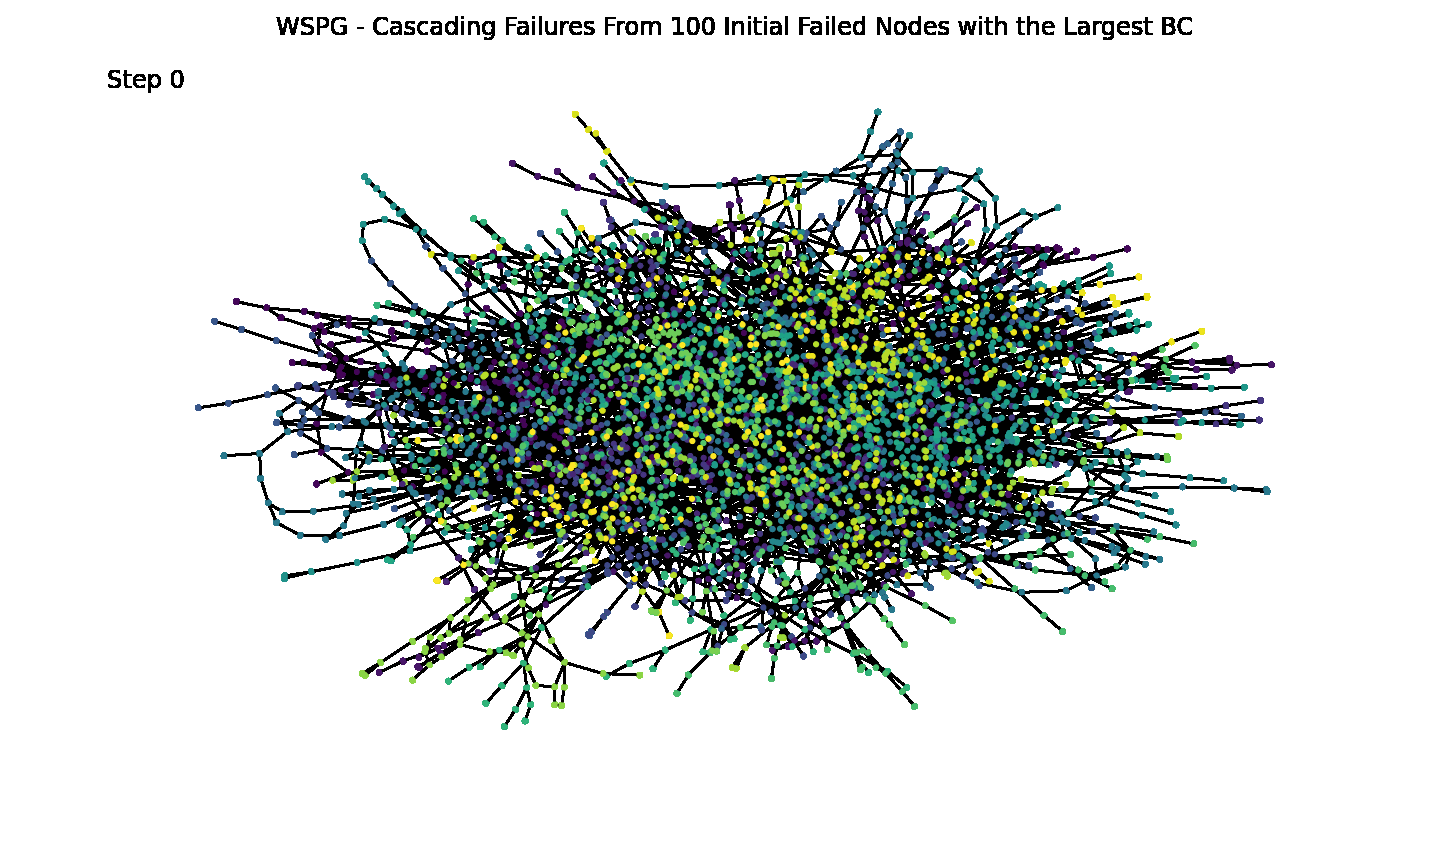 WSPG - Cascading Failures From 100 Initial Failed Nodes with the Largest BC
Step 0